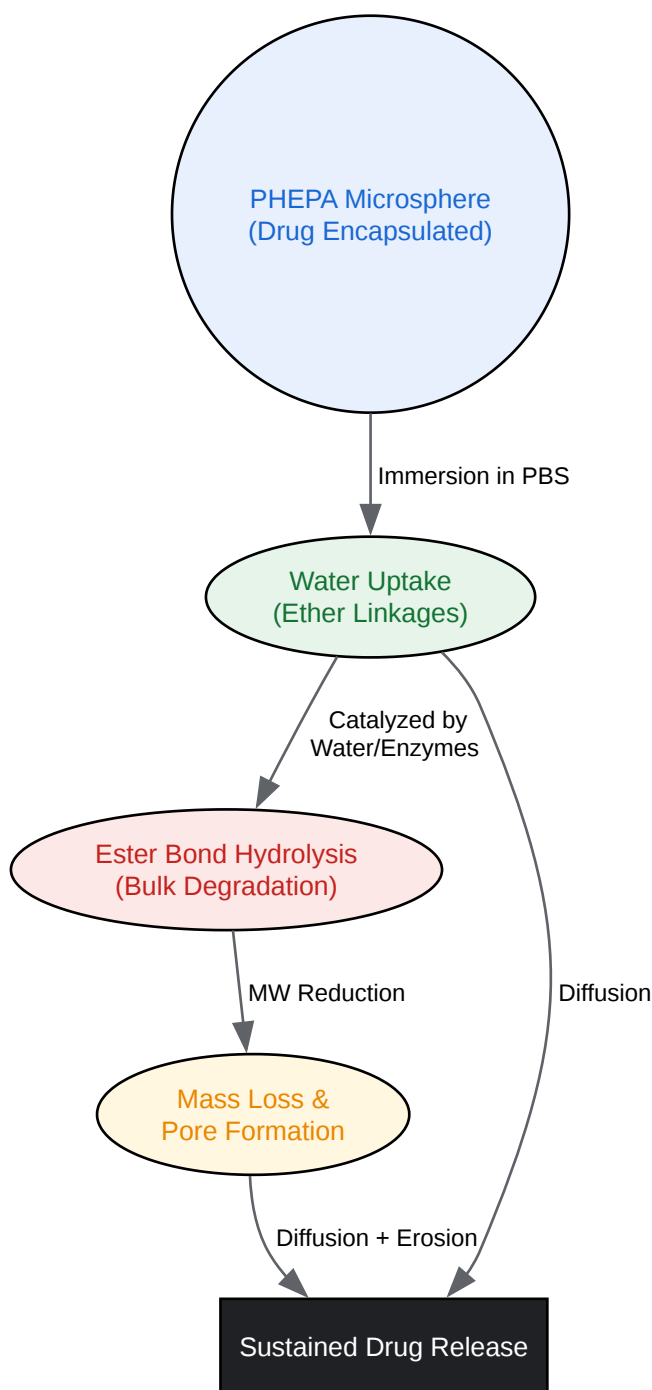 PHEPA Microsphere
(Drug Encapsulated)
Immersion in PBS
Water Uptake
(Ether Linkages)
Catalyzed by
Water/Enzymes
Ester Bond Hydrolysis
(Bulk Degradation)
MW Reduction
Diffusion
Mass Loss &
Pore Formation
Diffusion + Erosion
Sustained Drug Release